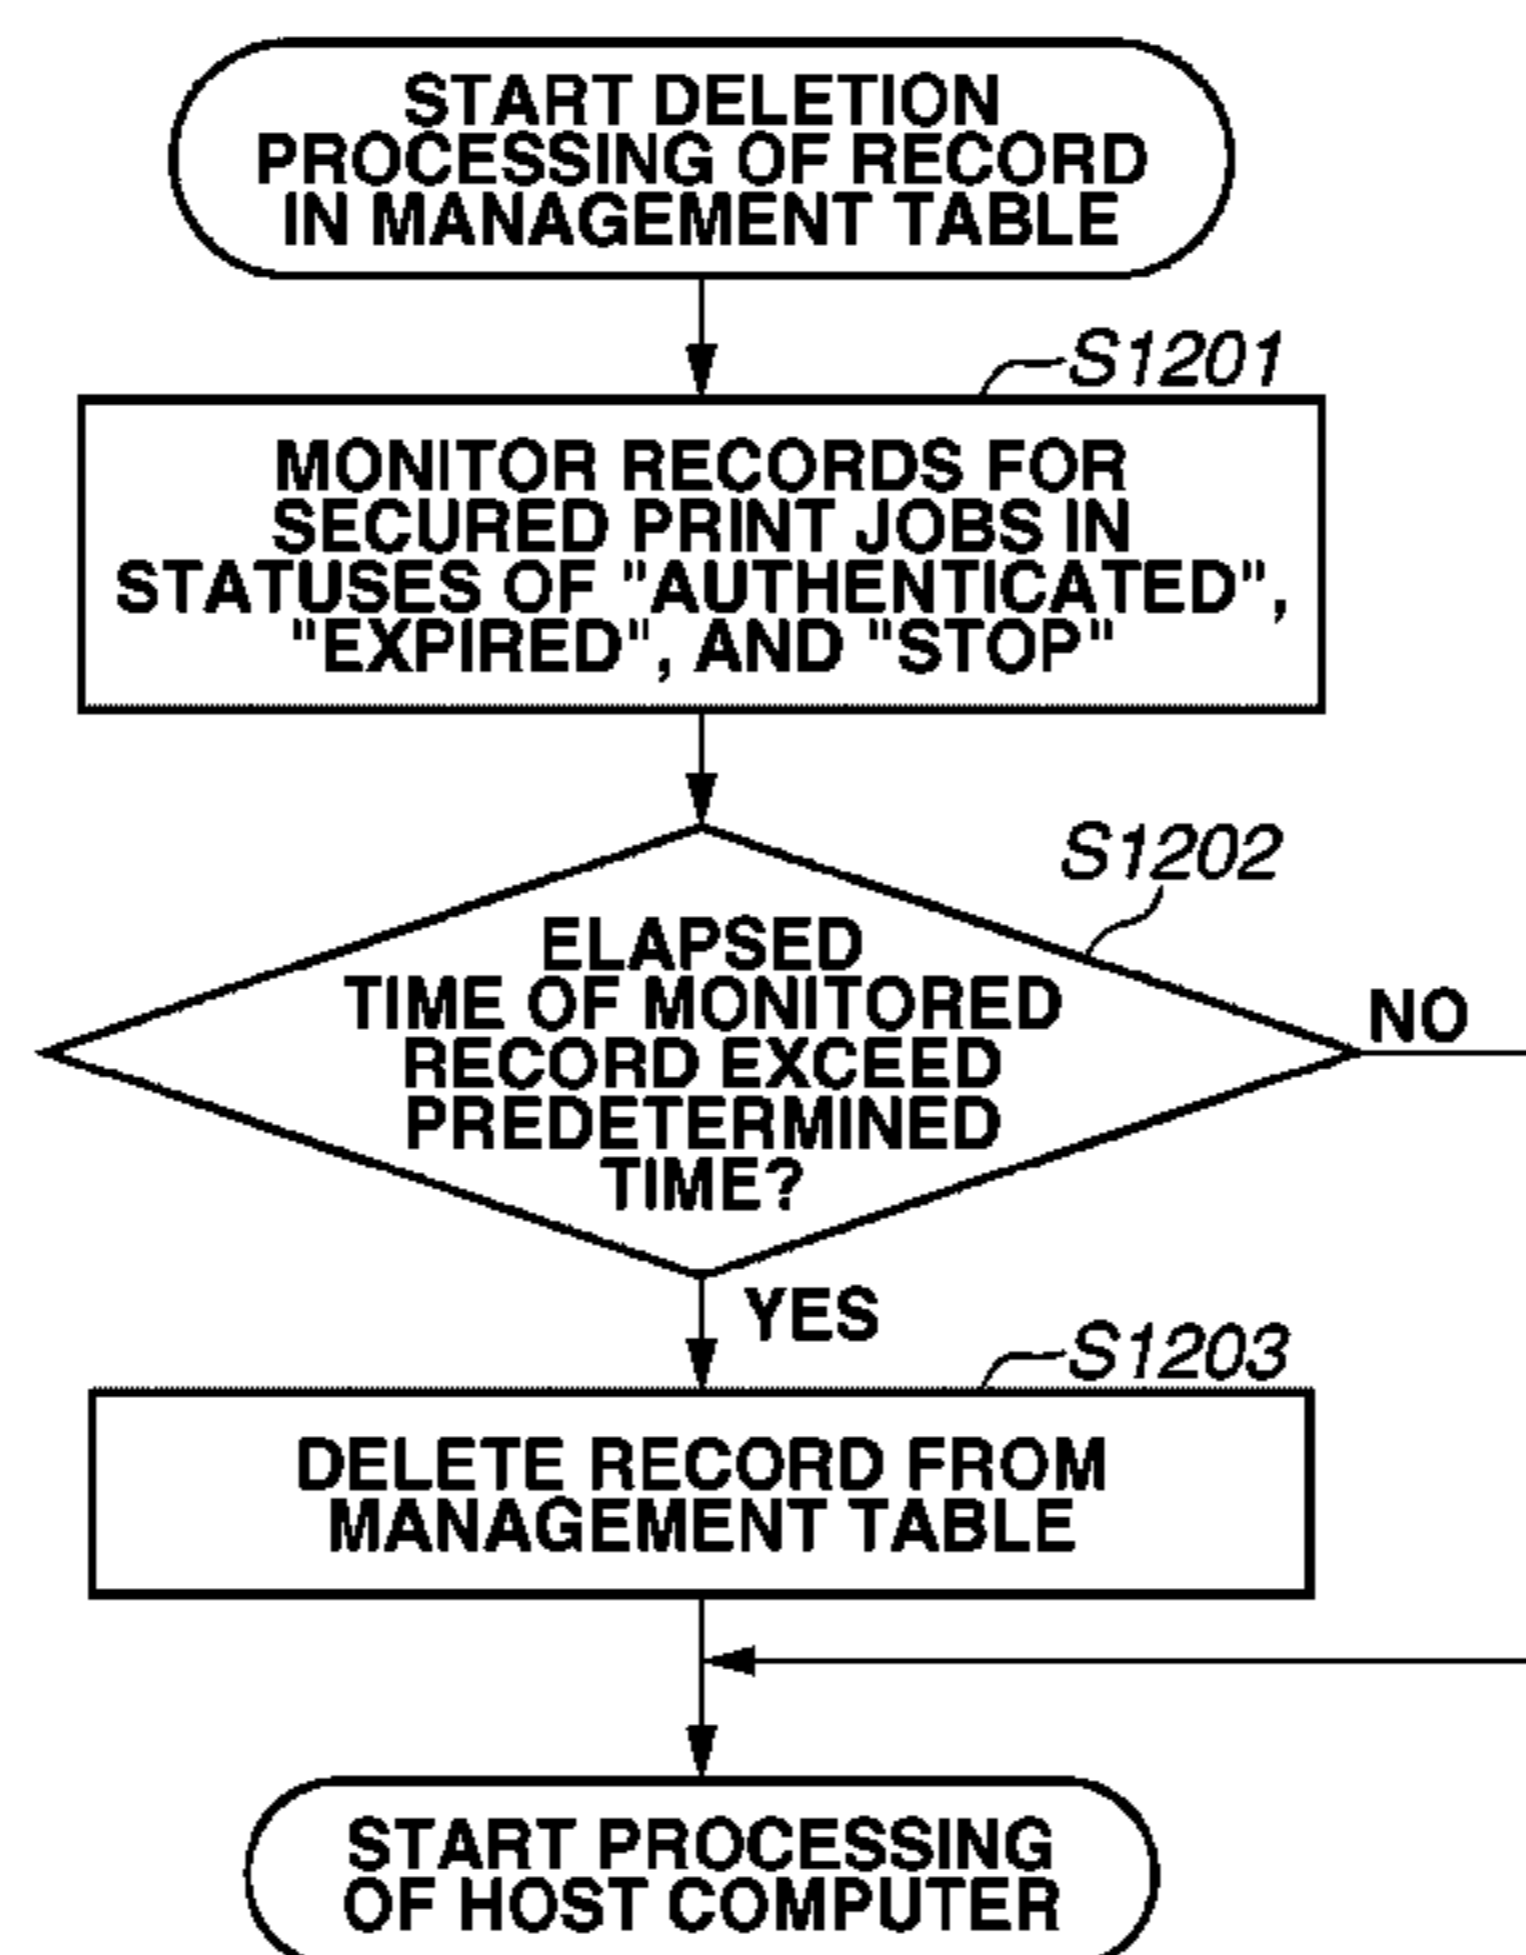 START DELETION
PROCESSING OF RECORD
IN MANAGEMENT TABLE
S1201
MONITOR RECORDS FOR
SECURED PRINT JOBS IN
STATUSES OF "AUTHENTICATED",
"EXPIRED", AND "STOP"
S1202
ELAPSED
TIME OF MONITORED
RECORD EXCEED
PREDETERMINED
TIME?
NO
YES
S1203
DELETE RECORD FROM
MANAGEMENT TABLE
START PROCESSING
OF HOST COMPUTER